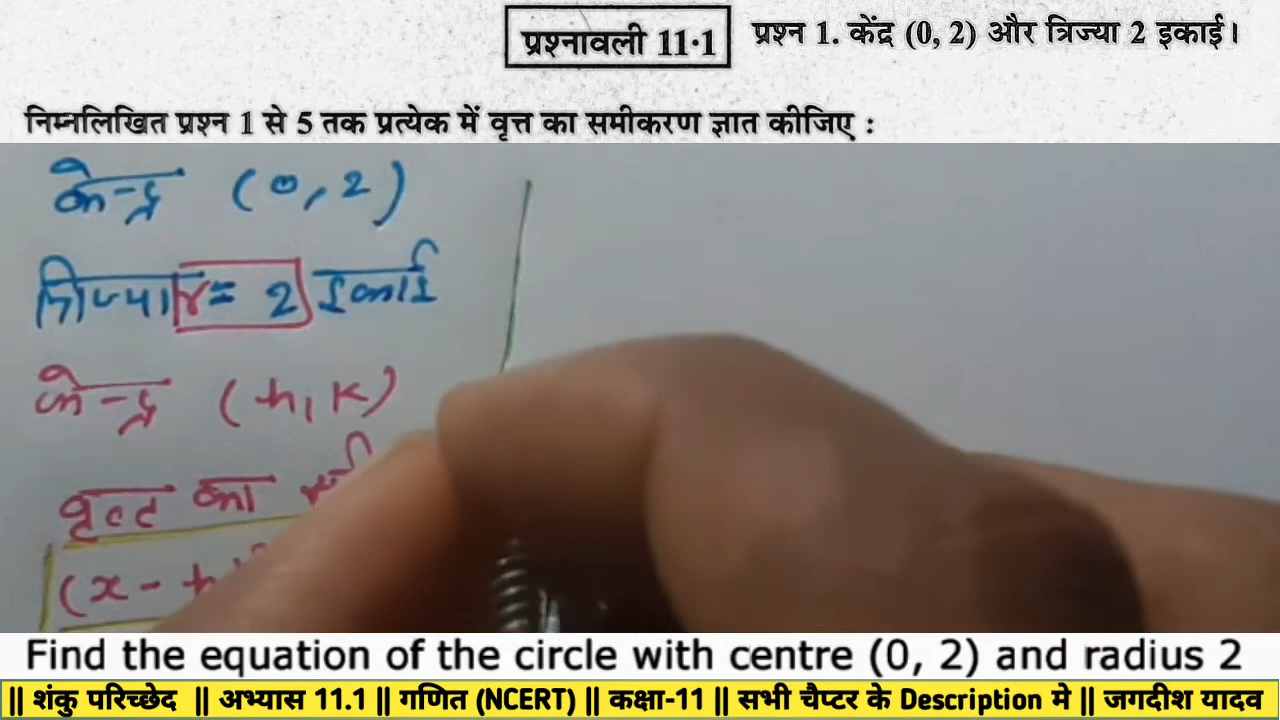 प्रश्नावली 11·1
प्रश्न 1. केंद्र (0, 2) और त्रिज्या 2 इकाई।
निम्नलिखित प्रश्न 1 से 5 तक प्रत्येक में वृत्त का समीकरण ज्ञात कीजिए :
केन्द्र (0, 2)
त्रिज्या r = 2 इकाई
केन्द्र (h, k)
वृत्त का
(x - h
Find the equation of the circle with centre (0, 2) and radius 2
|| शंकु परिच्छेद || अभ्यास 11.1 || गणित (NCERT) || कक्षा-11 || सभी चैप्टर के Description मे || जगदीश यादव